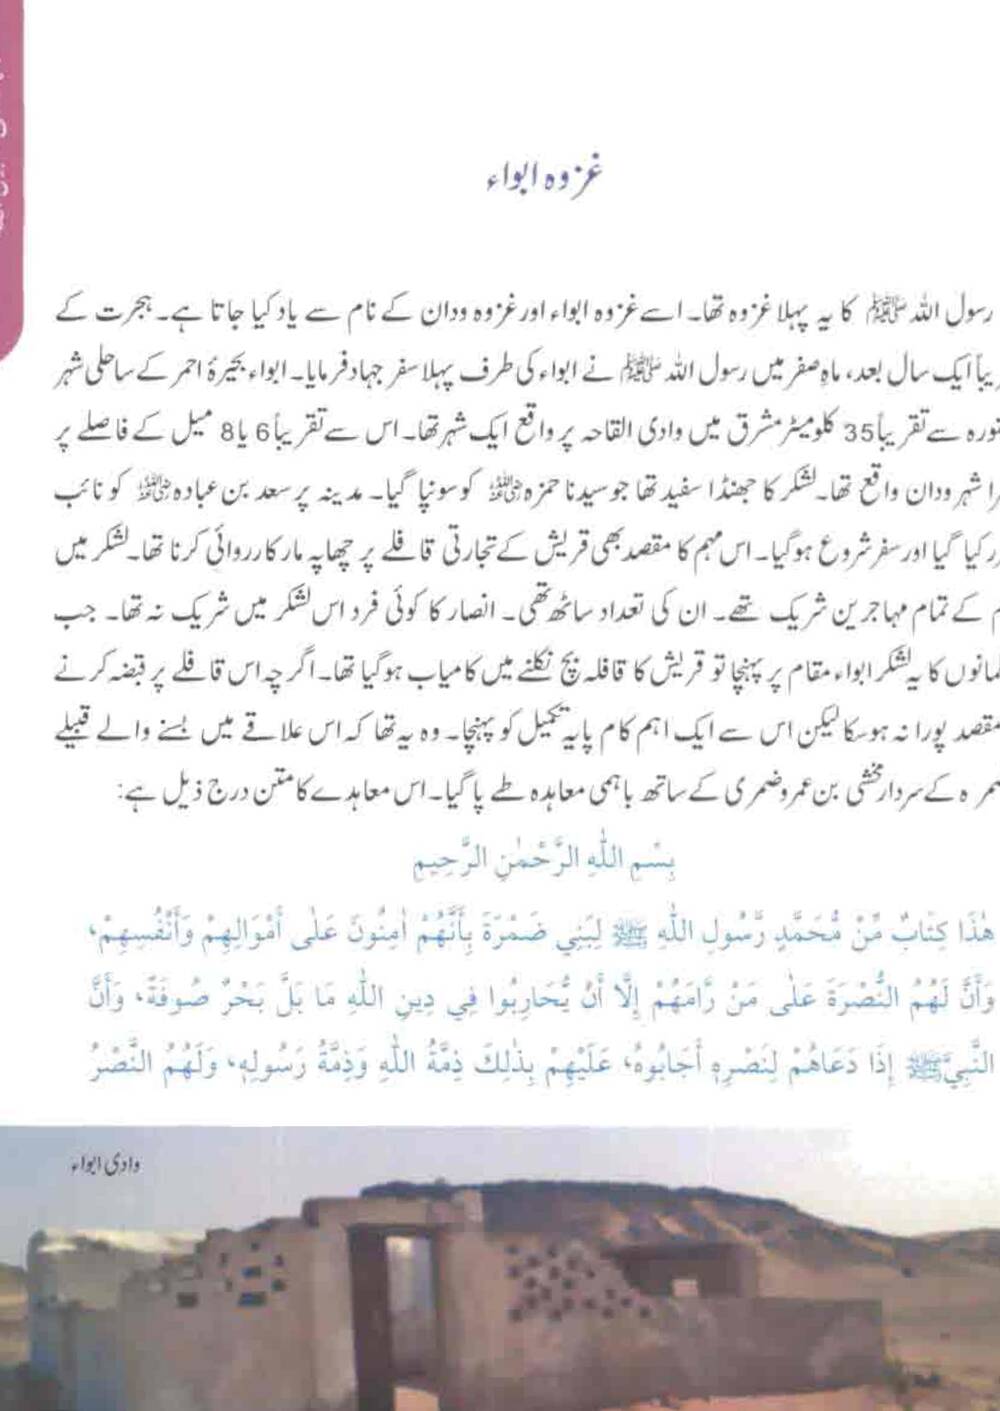 غزوہ ابواء
رسول اللہ ﷺ کا یہ پہلا غزوہ تھا۔ اسے غزوہ ابواء اور غزوہ ودان کے نام سے یاد کیا جاتا ہے۔ ہجرت کے
ایک سال بعد، ماہِ صفر میں رسول اللہ ﷺ نے ابواء کی طرف پہلا سفر جہاد فرمایا۔ ابواء بحیرۂ احمر کے ساحلی شہر
سے تقریباً 35 کلومیٹر مشرق میں وادی القاحہ پر واقع ایک شہر تھا۔ اس سے تقریباً 6 یا 8 میل کے فاصلے پر
شہر ودان واقع تھا۔ لشکر کا جھنڈا سفید تھا جو سیدنا حمزہ رضی اللہ عنہ کو سونپا گیا۔ مدینہ پر سعد بن عبادہ رضی اللہ عنہ کو نائب
کیا گیا اور سفر شروع ہو گیا۔ اس مہم کا مقصد بھی قریش کے تجارتی قافلے پر چھاپہ مار کارروائی کرنا تھا۔ لشکر میں
کے تمام مہاجرین شریک تھے۔ ان کی تعداد ساٹھ تھی۔ انصار کا کوئی فرد اس لشکر میں شریک نہ تھا۔ جب
کا یہ لشکر ابواء مقام پر پہنچا تو قریش کا قافلہ بچ نکلنے میں کامیاب ہو گیا تھا۔ اگرچہ اس قافلے پر قبضہ کرنے
مقصد پورا نہ ہو سکا لیکن اس سے ایک اہم کام پایۂ تکمیل کو پہنچا۔ وہ یہ تھا کہ اس علاقے میں بسنے والے قبیلے
کے سردار مخشی بن عمرو ضمری کے ساتھ باہمی معاہدہ طے پا گیا۔ اس معاہدے کا متن درج ذیل ہے:
بِسْمِ اللّٰهِ الرَّحْمٰنِ الرَّحِيمِ
هٰذَا كِتَابٌ مِّنْ مُّحَمَّدٍ رَّسُولِ اللّٰهِ ﷺ لِبَنِي ضَمْرَةَ بِأَنَّهُمْ اٰمِنُونَ عَلٰى أَمْوَالِهِمْ وَأَنْفُسِهِمْ،
وَأَنَّ لَهُمُ النُّصْرَةَ عَلٰى مَنْ رَّامَهُمْ إِلَّا أَنْ يُّحَارِبُوا فِي دِينِ اللّٰهِ مَا بَلَّ بَحْرٌ صُوفَةً، وَأَنَّ
النَّبِيَّ ﷺ إِذَا دَعَاهُمْ لِنَصْرِهٖ أَجَابُوهُ، عَلَيْهِمْ بِذٰلِكَ ذِمَّةُ اللّٰهِ وَذِمَّةُ رَسُولِهٖ، وَلَهُمُ النَّصْرُ
وادی ابواء